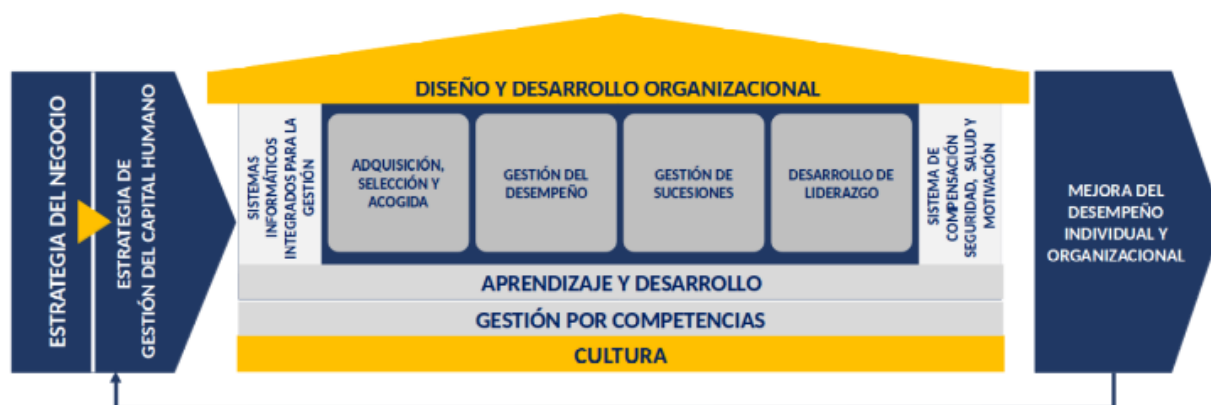 ESTRATEGIA DEL NEGOCIO
ESTRATEGIA DE
GESTIÓN DEL CAPITAL HUMANO
DISEÑO Y DESARROLLO ORGANIZACIONAL
SISTEMAS
INFORMÁTICOS
INTEGRADOS PARA LA
GESTIÓN
ADQUISICIÓN,
SELECCIÓN Y
ACOGIDA
GESTIÓN DEL
DESEMPEÑO
GESTIÓN DE
SUCESIONES
DESARROLLO DE
LIDERAZGO
SISTEMA DE
COMPENSACIÓN
SEGURIDAD, SALUD Y
MOTIVACIÓN
APRENDIZAJE Y DESARROLLO
GESTIÓN POR COMPETENCIAS
CULTURA
MEJORA DEL
DESEMPEÑO
INDIVIDUAL Y
ORGANIZACIONAL